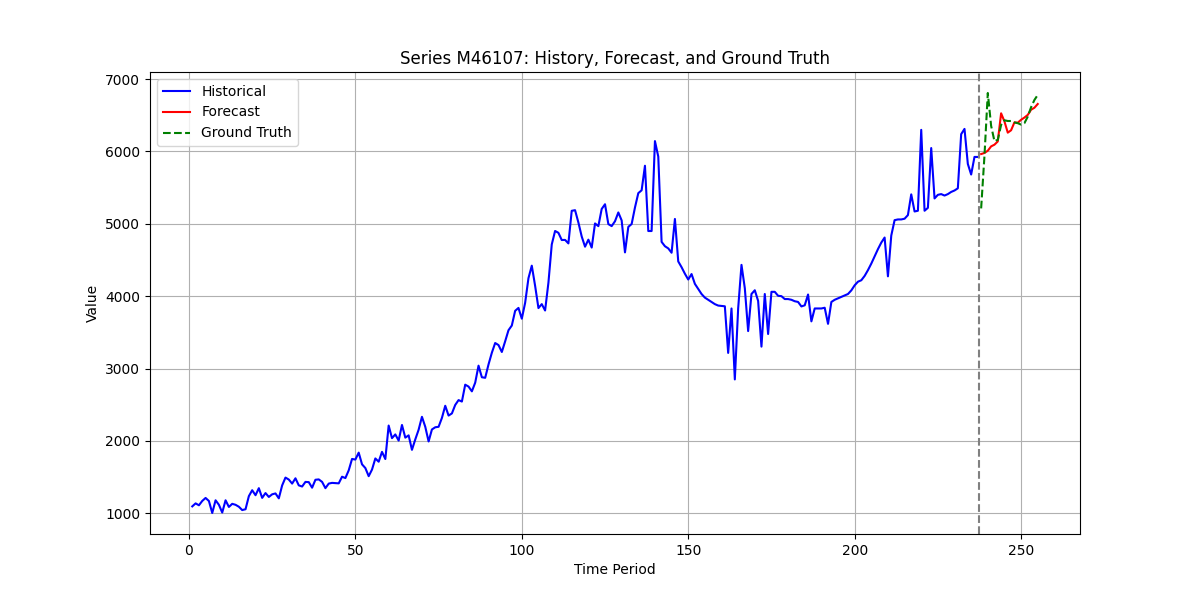 Series M46107: History, Forecast, and Ground Truth
Historical
Forecast
Ground Truth
7000
6000
5000
4000
3000
2000
1000
Value
0
50
100
150
200
250
Time Period